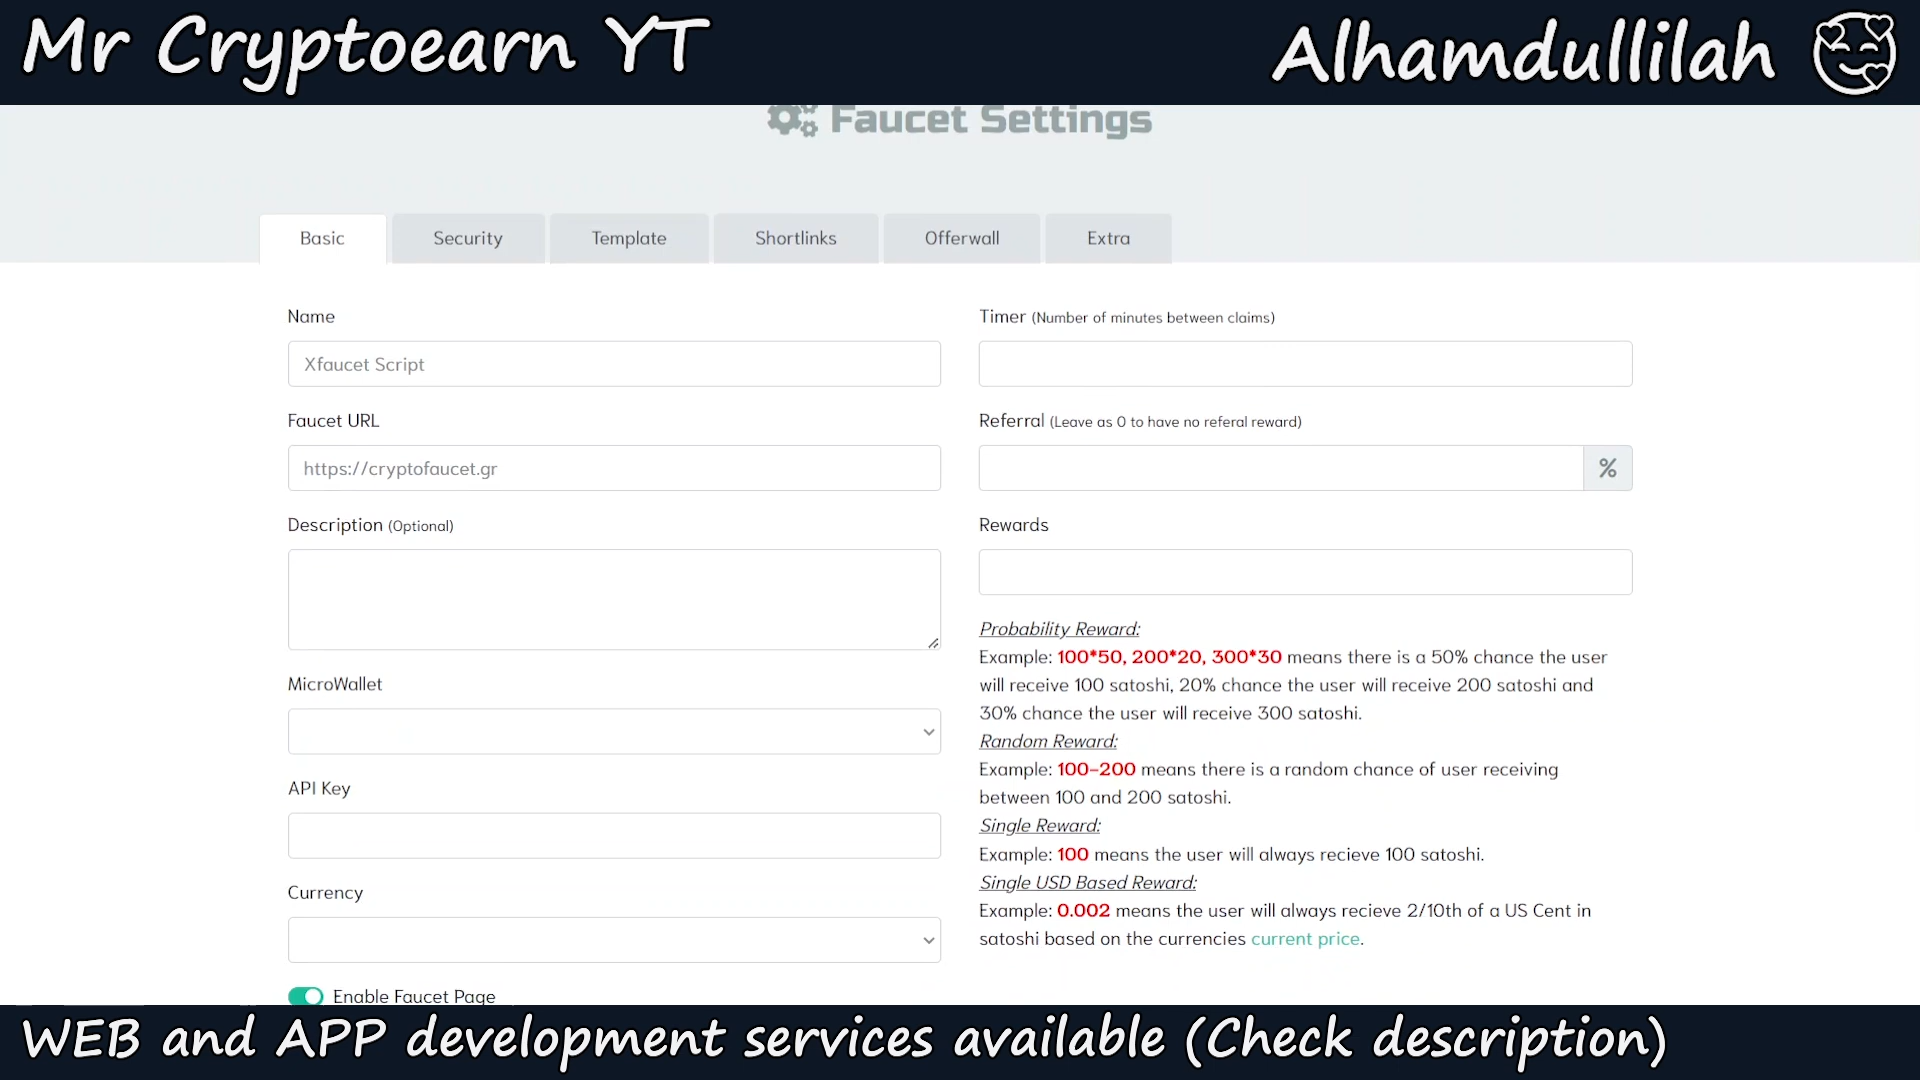 Mr Cryptoearn YT
Alhamdullilah
Faucet Settings
Basic
Security
Template
Shortlinks
Offerwall
Extra
Name
Xfaucet Script
Faucet URL
https://cryptofaucet.gr
Description (Optional)
MicroWallet
API Key
Currency
Enable Faucet Page
Timer (Number of minutes between claims)
Referral (Leave as 0 to have no referal reward)
%
Rewards
Probability Reward:
Example: 100*50, 200*20, 300*30 means there is a 50% chance the user
will receive 100 satoshi, 20% chance the user will receive 200 satoshi and
30% chance the user will receive 300 satoshi.
Random Reward:
Example: 100-200 means there is a random chance of user receiving
between 100 and 200 satoshi.
Single Reward:
Example: 100 means the user will always recieve 100 satoshi.
Single USD Based Reward:
Example: 0.002 means the user will always recieve 2/10th of a US Cent in
satoshi based on the currencies current price.
WEB and APP development services available (Check description)